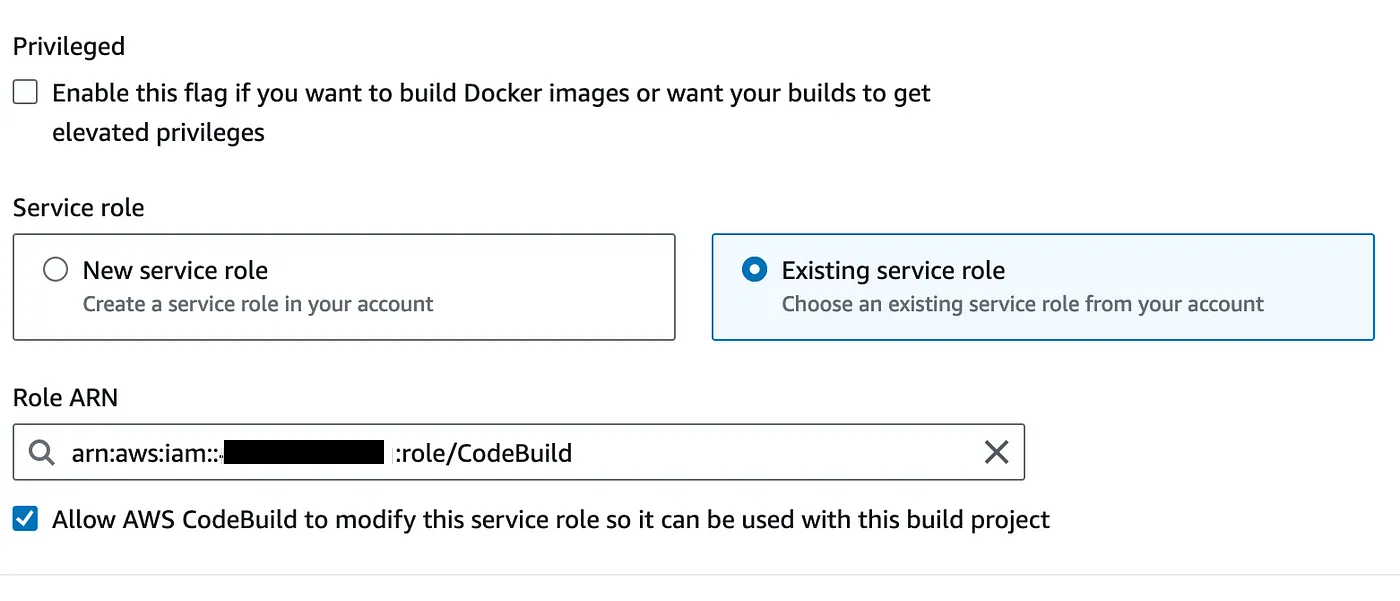 Privileged
Enable this flag if you want to build Docker images or want your builds to get
elevated privileges
Service role
New service role
Create a service role in your account
Existing service role
Choose an existing service role from your account
Role ARN
arn:aws:iam:: :role/CodeBuild
Allow AWS CodeBuild to modify this service role so it can be used with this build project